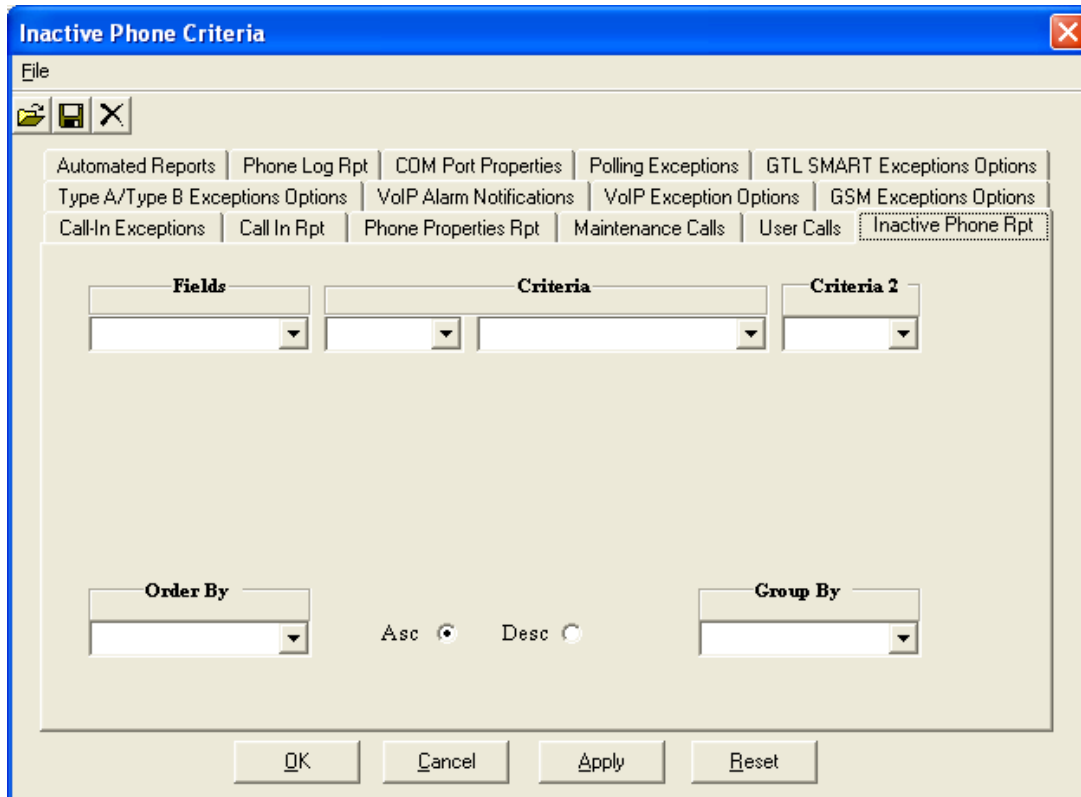 Inactive Phone Criteria
File
Automated Reports Phone Log Rpt COM Port Properties Polling Exceptions GTL SMART Exceptions Options
Type A/Type B Exceptions Options VoIP Alarm Notifications VoIP Exception Options GSM Exceptions Options
Call-In Exceptions Call In Rpt Phone Properties Rpt Maintenance Calls User Calls Inactive Phone Rpt
Fields Criteria Criteria 2
Order By Group By
Asc Desc
OK Cancel Apply Reset